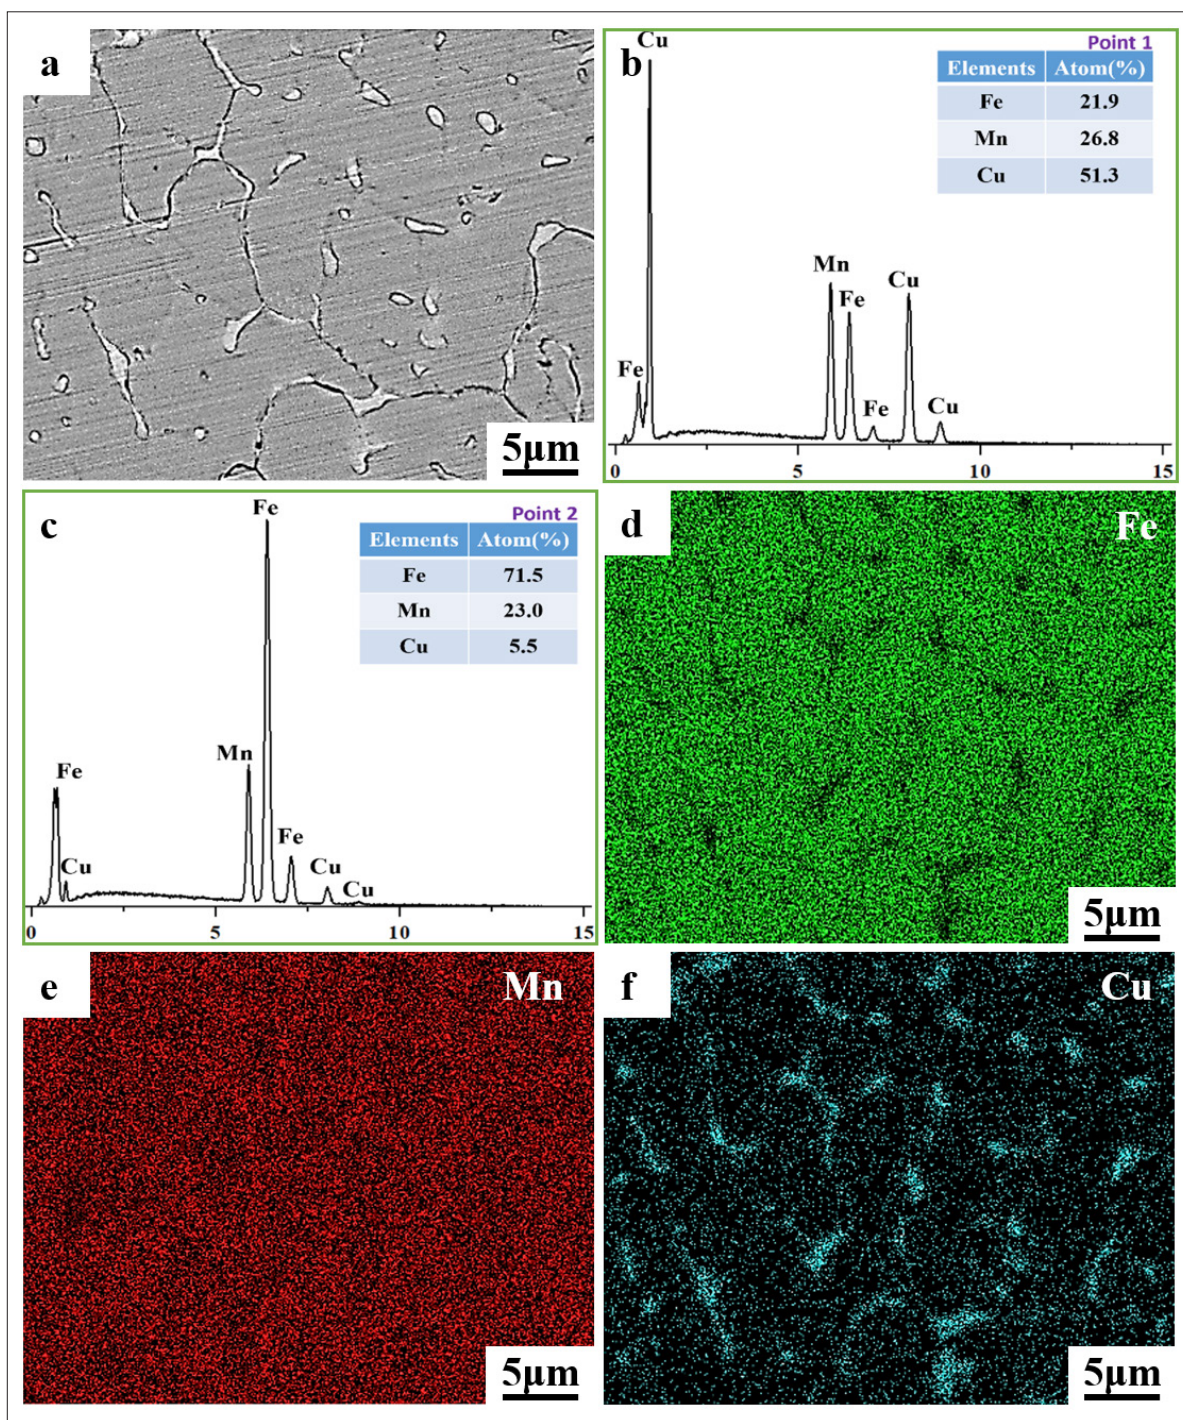 a
5μm
b
Point 1
Elements Atom(%)
Fe 21.9
Mn 26.8
Cu 51.3
Cu
Mn
Fe
Cu
Fe
Fe
Cu
0 5 10 15
c
Point 2
Elements Atom(%)
Fe 71.5
Mn 23.0
Cu 5.5
Fe
Mn
Fe
Fe
Cu
Cu
Cu
0 5 10 15
d
Fe
5μm
e
Mn
5μm
f
Cu
5μm